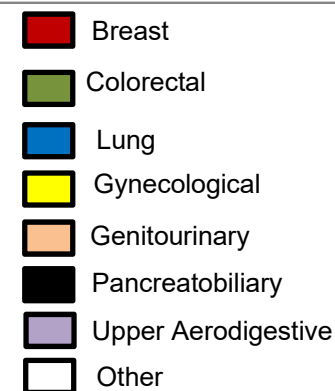 Breast
Colorectal
Lung
Gynecological
Genitourinary
Pancreatobiliary
Upper Aerodigestive
Other